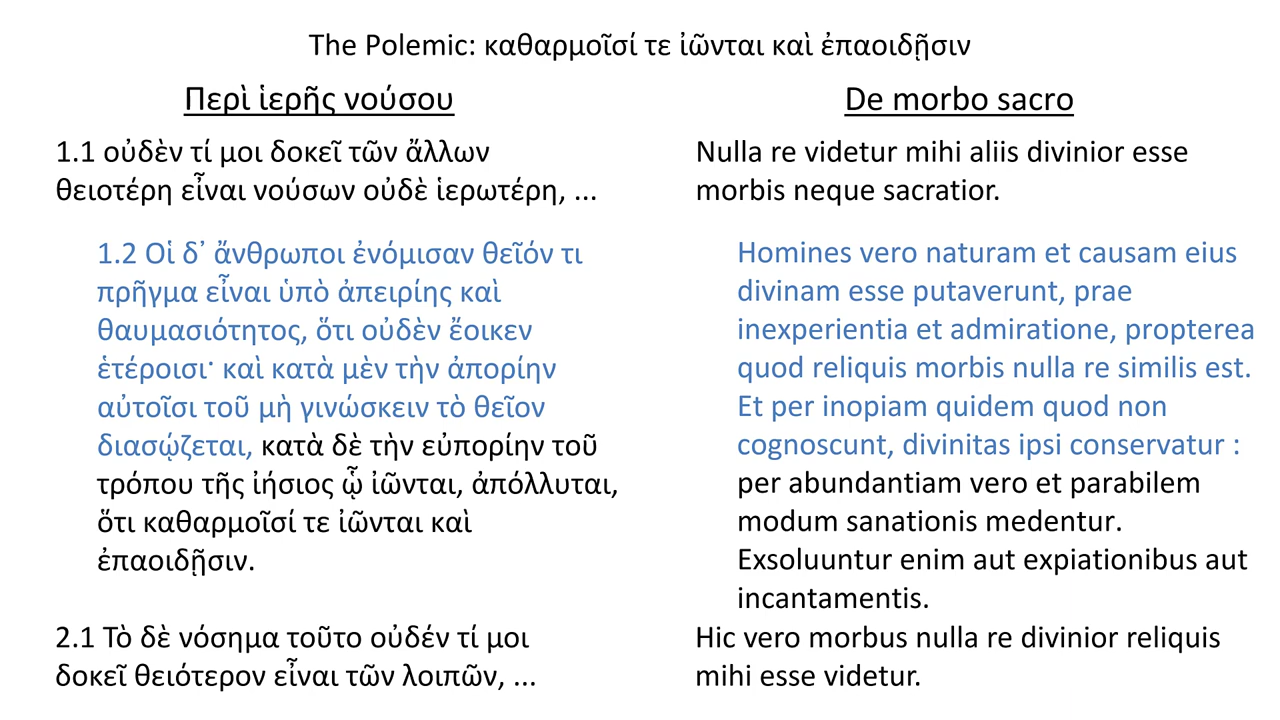 The Polemic: καθαρμοῖσί τε ἰῶνται καὶ ἐπαοιδῇσιν
Περὶ ἱερῆς νούσου
1.1 οὐδὲν τί μοι δοκεῖ τῶν ἄλλων
θειοτέρη εἶναι νούσων οὐδὲ ἱερωτέρη, ...
1.2 Οἱ δ᾽ ἄνθρωποι ἐνόμισαν θεῖόν τι
πρῆγμα εἶναι ὑπὸ ἀπειρίης καὶ
θαυμασιότητος, ὅτι οὐδὲν ἔοικεν
ἑτέροισι· καὶ κατὰ μὲν τὴν ἀπορίην
αὐτοῖσι τοῦ μὴ γινώσκειν τὸ θεῖον
διασῴζεται, κατὰ δὲ τὴν εὐπορίην τοῦ
τρόπου τῆς ἰήσιος ᾧ ἰῶνται, ἀπόλλυται,
ὅτι καθαρμοῖσί τε ἰῶνται καὶ
ἐπαοιδῇσιν.
2.1 Τὸ δὲ νόσημα τοῦτο οὐδέν τί μοι
δοκεῖ θειότερον εἶναι τῶν λοιπῶν, ...
De morbo sacro
Nulla re videtur mihi aliis divinior esse
morbis neque sacratior.
Homines vero naturam et causam eius
divinam esse putaverunt, prae
inexperientia et admiratione, propterea
quod reliquis morbis nulla re similis est.
Et per inopiam quidem quod non
cognoscunt, divinitas ipsi conservatur :
per abundantiam vero et parabilem
modum sanationis medentur.
Exsoluuntur enim aut expiationibus aut
incantamentis.
Hic vero morbus nulla re divinior reliquis
mihi esse videtur.